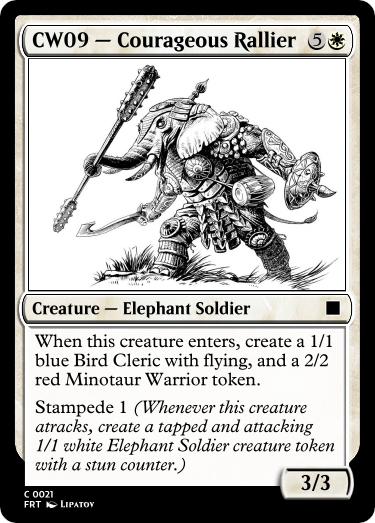 CW09 — Courageous Rallier 5
Creature — Elephant Soldier
When this creature enters, create a 1/1
blue Bird Cleric with flying, and a 2/2
red Minotaur Warrior token.
Stampede 1 (Whenever this creature
atracks, create a tapped and attacking
1/1 white Elephant Soldier creature token
with a stun counter.)
3/3
C 0021
FRT Lipatov